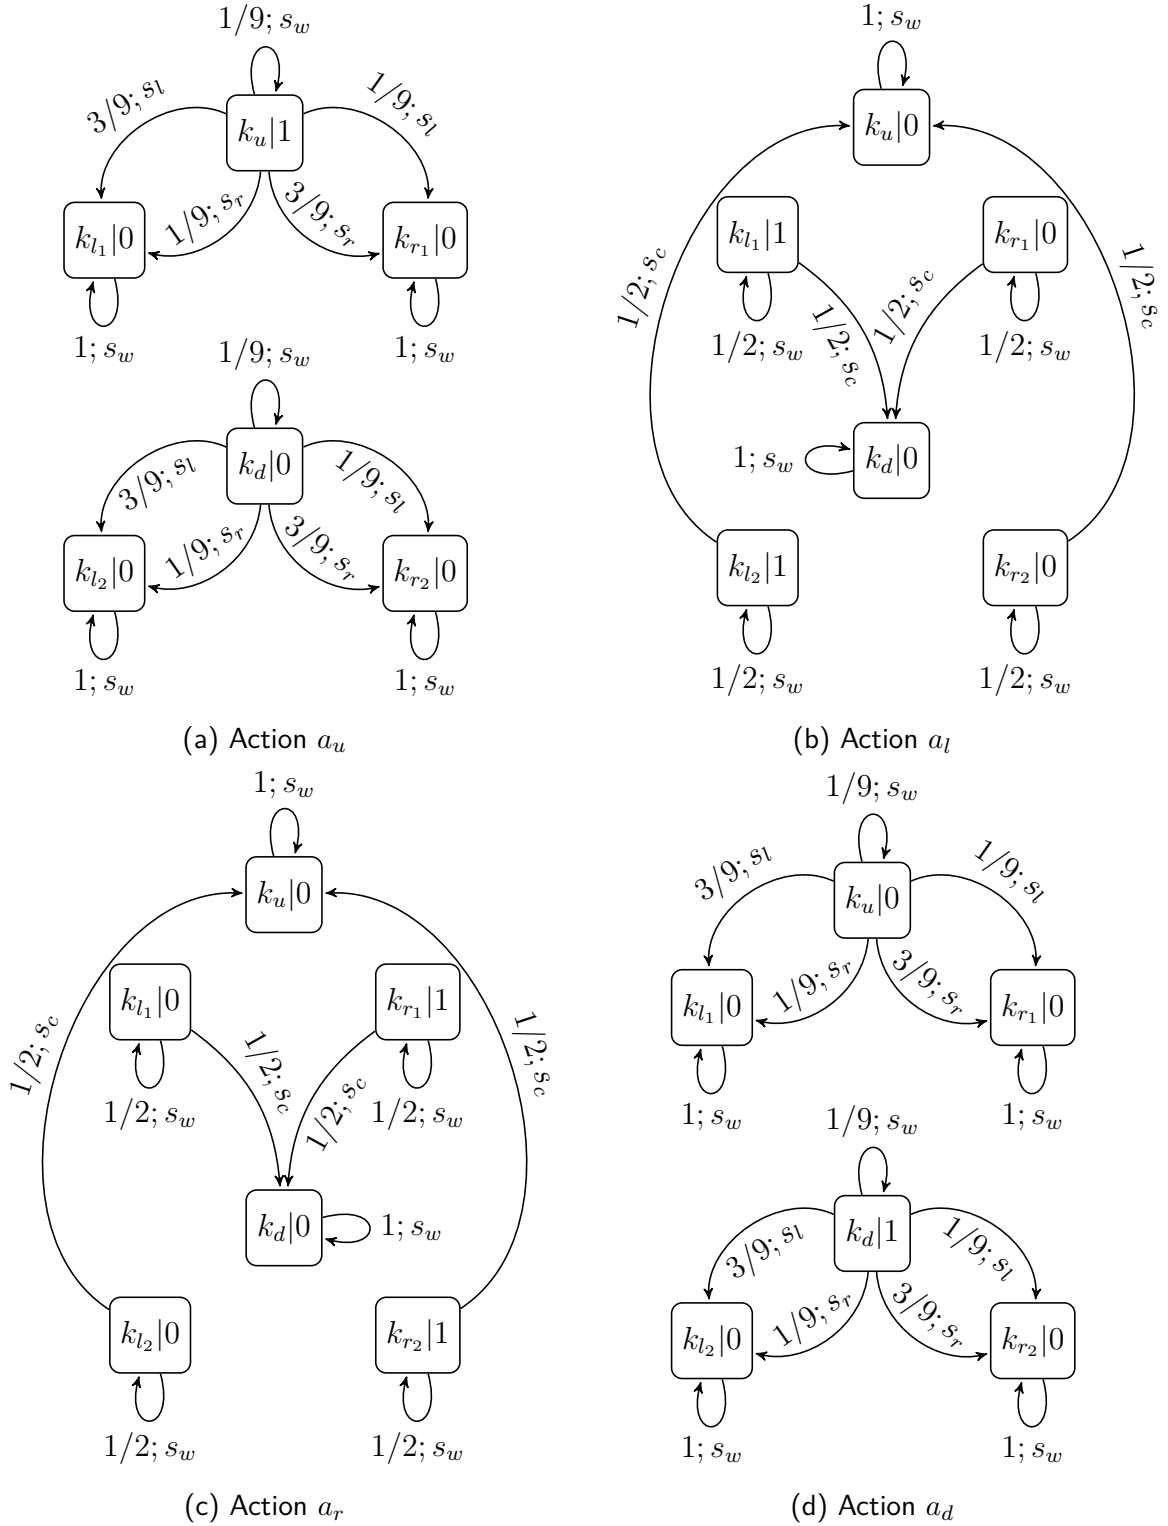 1/9; s_w
3/9; s_l
1/9; s_l
k_u|1
1/9; s_r
3/9; s_r
k_{l_1}|0
k_{r_1}|0
1; s_w
1; s_w
1/9; s_w
3/9; s_l
1/9; s_l
k_d|0
1/9; s_r
3/9; s_r
k_{l_2}|0
k_{r_2}|0
1; s_w
1; s_w
(a) Action a_u
1; s_w
k_u|0
k_{l_1}|1
k_{r_1}|0
1/2; s_c
1/2; s_c
1/2; s_c
1/2; s_c
1/2; s_w
1/2; s_w
1; s_w
k_d|0
k_{l_2}|1
k_{r_2}|0
1/2; s_w
1/2; s_w
(b) Action a_l
1; s_w
k_u|0
k_{l_1}|0
k_{r_1}|1
1/2; s_c
1/2; s_c
1/2; s_c
1/2; s_c
1/2; s_w
1/2; s_w
k_d|0
1; s_w
k_{l_2}|0
k_{r_2}|1
1/2; s_w
1/2; s_w
(c) Action a_r
1/9; s_w
3/9; s_l
1/9; s_l
k_u|0
1/9; s_r
3/9; s_r
k_{l_1}|0
k_{r_1}|0
1; s_w
1; s_w
1/9; s_w
3/9; s_l
1/9; s_l
k_d|1
1/9; s_r
3/9; s_r
k_{l_2}|0
k_{r_2}|0
1; s_w
1; s_w
(d) Action a_d